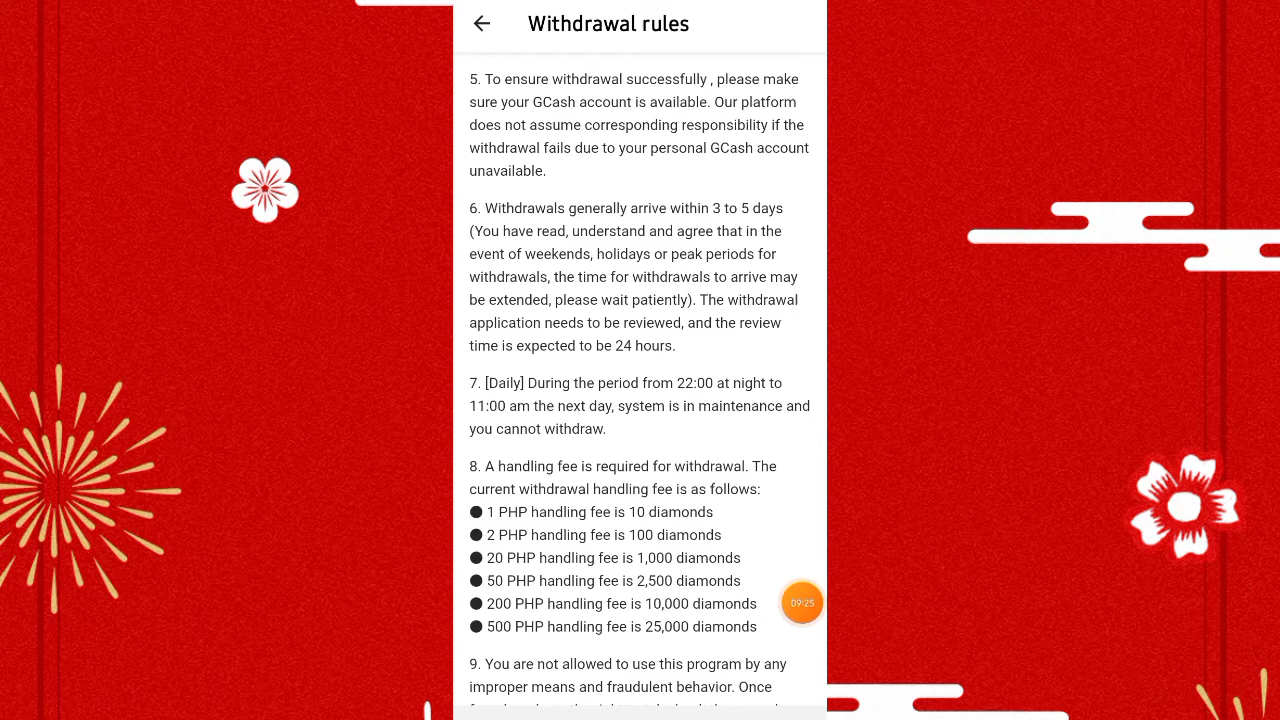 Withdrawal rules
5. To ensure withdrawal successfully , please make
sure your GCash account is available. Our platform
does not assume corresponding responsibility if the
withdrawal fails due to your personal GCash account
unavailable.
6. Withdrawals generally arrive within 3 to 5 days
(You have read, understand and agree that in the
event of weekends, holidays or peak periods for
withdrawals, the time for withdrawals to arrive may
be extended, please wait patiently). The withdrawal
application needs to be reviewed, and the review
time is expected to be 24 hours.
7. [Daily] During the period from 22:00 at night to
11:00 am the next day, system is in maintenance and
you cannot withdraw.
8. A handling fee is required for withdrawal. The
current withdrawal handling fee is as follows:
● 1 PHP handling fee is 10 diamonds
● 2 PHP handling fee is 100 diamonds
● 20 PHP handling fee is 1,000 diamonds
● 50 PHP handling fee is 2,500 diamonds
● 200 PHP handling fee is 10,000 diamonds
09:25
● 500 PHP handling fee is 25,000 diamonds
9. You are not allowed to use this program by any
improper means and fraudulent behavior. Once